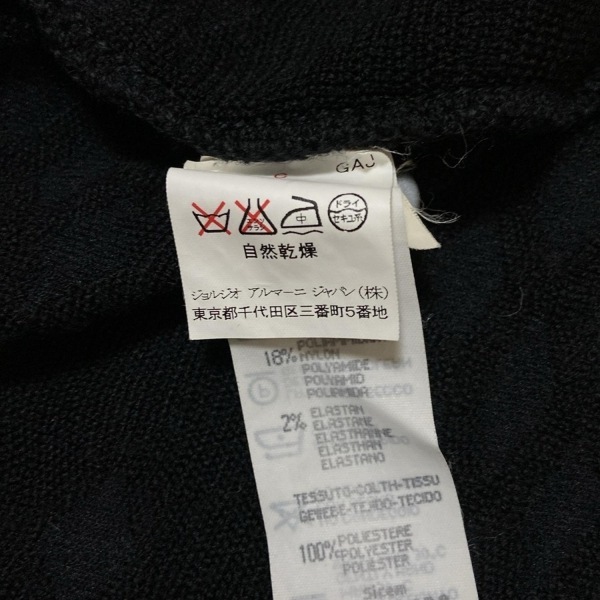 GAJ
中
ドライ
セキユ系
自然乾燥
ジョルジオ アルマーニ ジャパン(株)
東京都千代田区三番町5番地
18% NYLON
POLYAMIDE
POLYAMID
POLIAMIDA
2% ELASTAN
ELASTANE
ELASTHANNE
ELASTHAN
ELASTANO
TESSUTO-COLTH-TISSU
GEWEBE-TEJIDO-TECIDO
100% POLIESTERE
POLYESTER
POLIESTER
Sicem